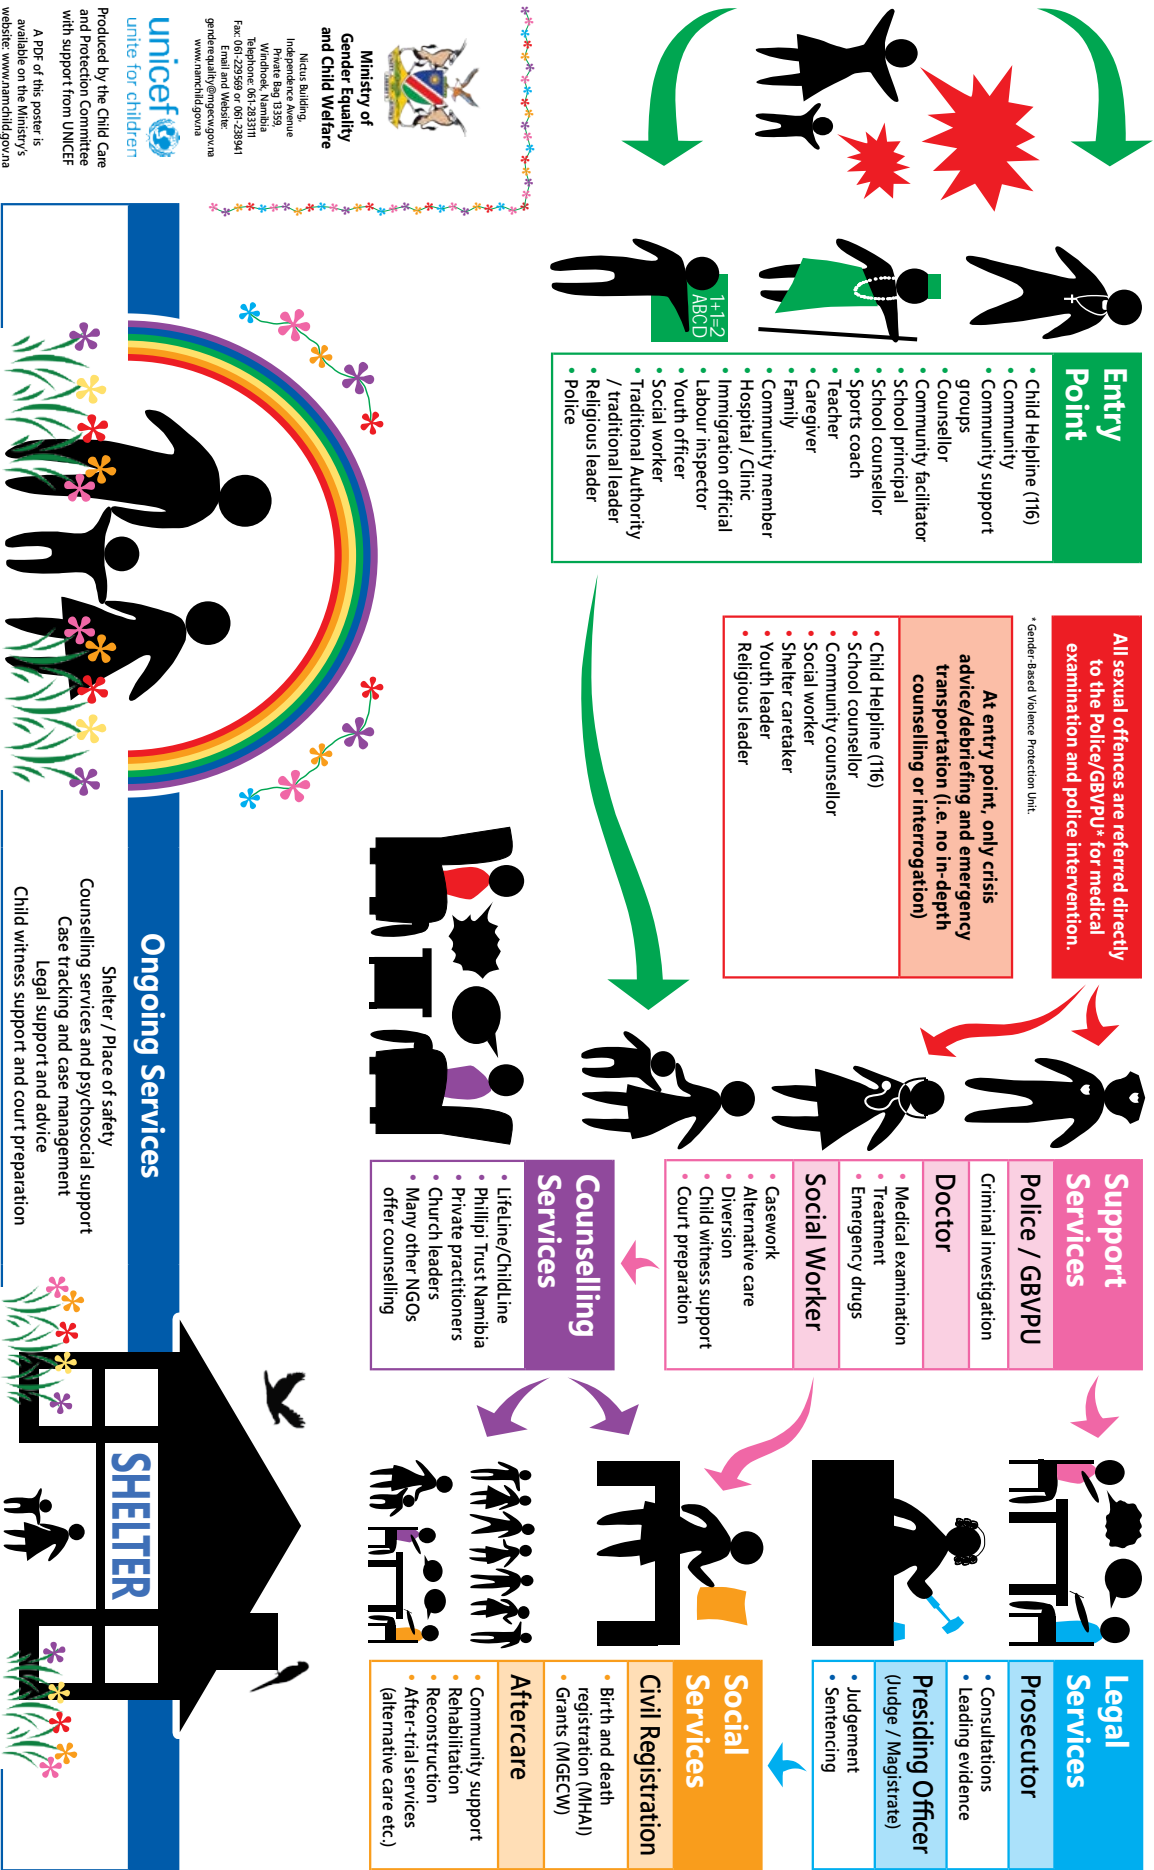 Entry
Point
• Child Helpline (116)
• Community
• Community support
groups
• Counsellor
• Community facilitator
• School principal
• School counsellor
• Sports coach
• Teacher
• Caregiver
• Family
• Community member
• Hospital / Clinic
• Immigration official
• Labour inspector
• Youth officer
• Social worker
• Traditional Authority
/ traditional leader
• Religious leader
• Police
1+1=2
ABCD
All sexual offences are referred directly
to the Police/GBVPU* for medical
examination and police intervention.
* Gender-Based Violence Protection Unit.
At entry point, only crisis
advice/debriefing and emergency
transportation (i.e. no in-depth
counselling or interrogation)
• Child Helpline (116)
• School counsellor
• Community counsellor
• Social worker
• Shelter caretaker
• Youth leader
• Religious leader
Support
Services
Police / GBVPU
Criminal investigation
Doctor
• Medical examination
• Treatment
• Emergency drugs
Social Worker
• Casework
• Alternative care
• Diversion
• Child witness support
• Court preparation
Counselling
Services
• LifeLine/ChildLine
• Phillipi Trust Namibia
• Private practitioners
• Church leaders
• Many other NGOs
offer counselling
Legal
Services
Prosecutor
• Consultations
• Leading evidence
Presiding Officer
(Judge / Magistrate)
• Judgement
• Sentencing
Social
Services
Civil Registration
• Birth and death
registration (MHAI)
• Grants (MGECW)
Aftercare
• Community support
• Rehabilitation
• Reconstruction
• After-trial services
(alternative care etc.)
Ministry of
Gender Equality
and Child Welfare
Nixus Building,
Independence Avenue
Private Bag 13359,
Windhoek, Namibia
Telephone: 061-283311
Fax: 061-229569 or 061-238941
Email and Website:
genderequality@mgecw.gov.na
www.namchild.gov.na
unicef
unite for children
Produced by the Child Care
and Protection Committee
with support from UNICEF
A PDF of this poster is
available on the Ministry's
website: www.namchild.gov.na
Ongoing Services
Shelter / Place of safety
Counselling services and psychosocial support
Case tracking and case management
Legal support and advice
Child witness support and court preparation
SHELTER